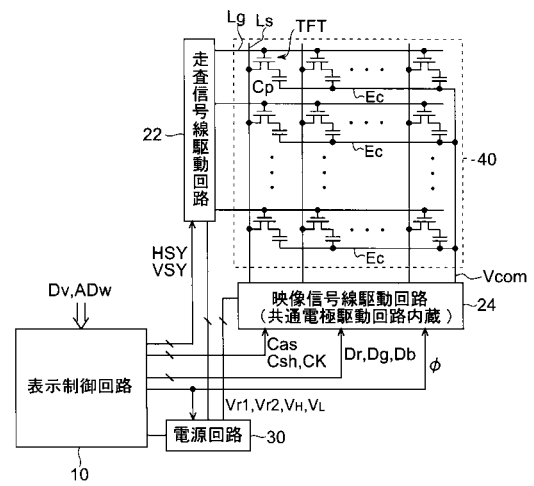 Lg Ls TFT
Cp
Ec
走査信号線駆動回路
22
Ec
40
Ec
HSY
VSY
Vcom
Dv,ADw
映像信号線駆動回路
(共通電極駆動回路内蔵)
24
Cas
Csh,CK
Dr,Dg,Db
ϕ
表示制御回路
Vr1,Vr2,VH,VL
電源回路
30
10